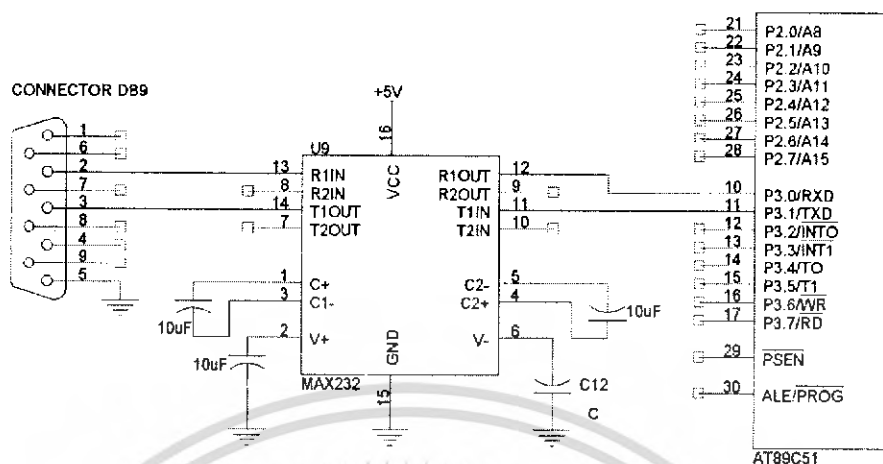 CONNECTOR DB9
1
6
2
7
3
8
4
9
5
+5V
U9
16
VCC
13 R1IN
8 R2IN
14 T1OUT
7 T2OUT
1 C+
3 C1-
2 V+
R1OUT 12
R2OUT 9
T1IN 11
T2IN 10
C2- 5
C2+ 4
V- 6
GND
15
MAX232
10uF
10uF
10uF
C12
C
21 P2.0/A8
22 P2.1/A9
23 P2.2/A10
24 P2.3/A11
25 P2.4/A12
26 P2.5/A13
27 P2.6/A14
28 P2.7/A15
10 P3.0/RXD
11 P3.1/TXD
12 P3.2/INTO
13 P3.3/INT1
14 P3.4/TO
15 P3.5/T1
16 P3.6/WR
17 P3.7/RD
29 PSEN
30 ALE/PROG
AT89C51